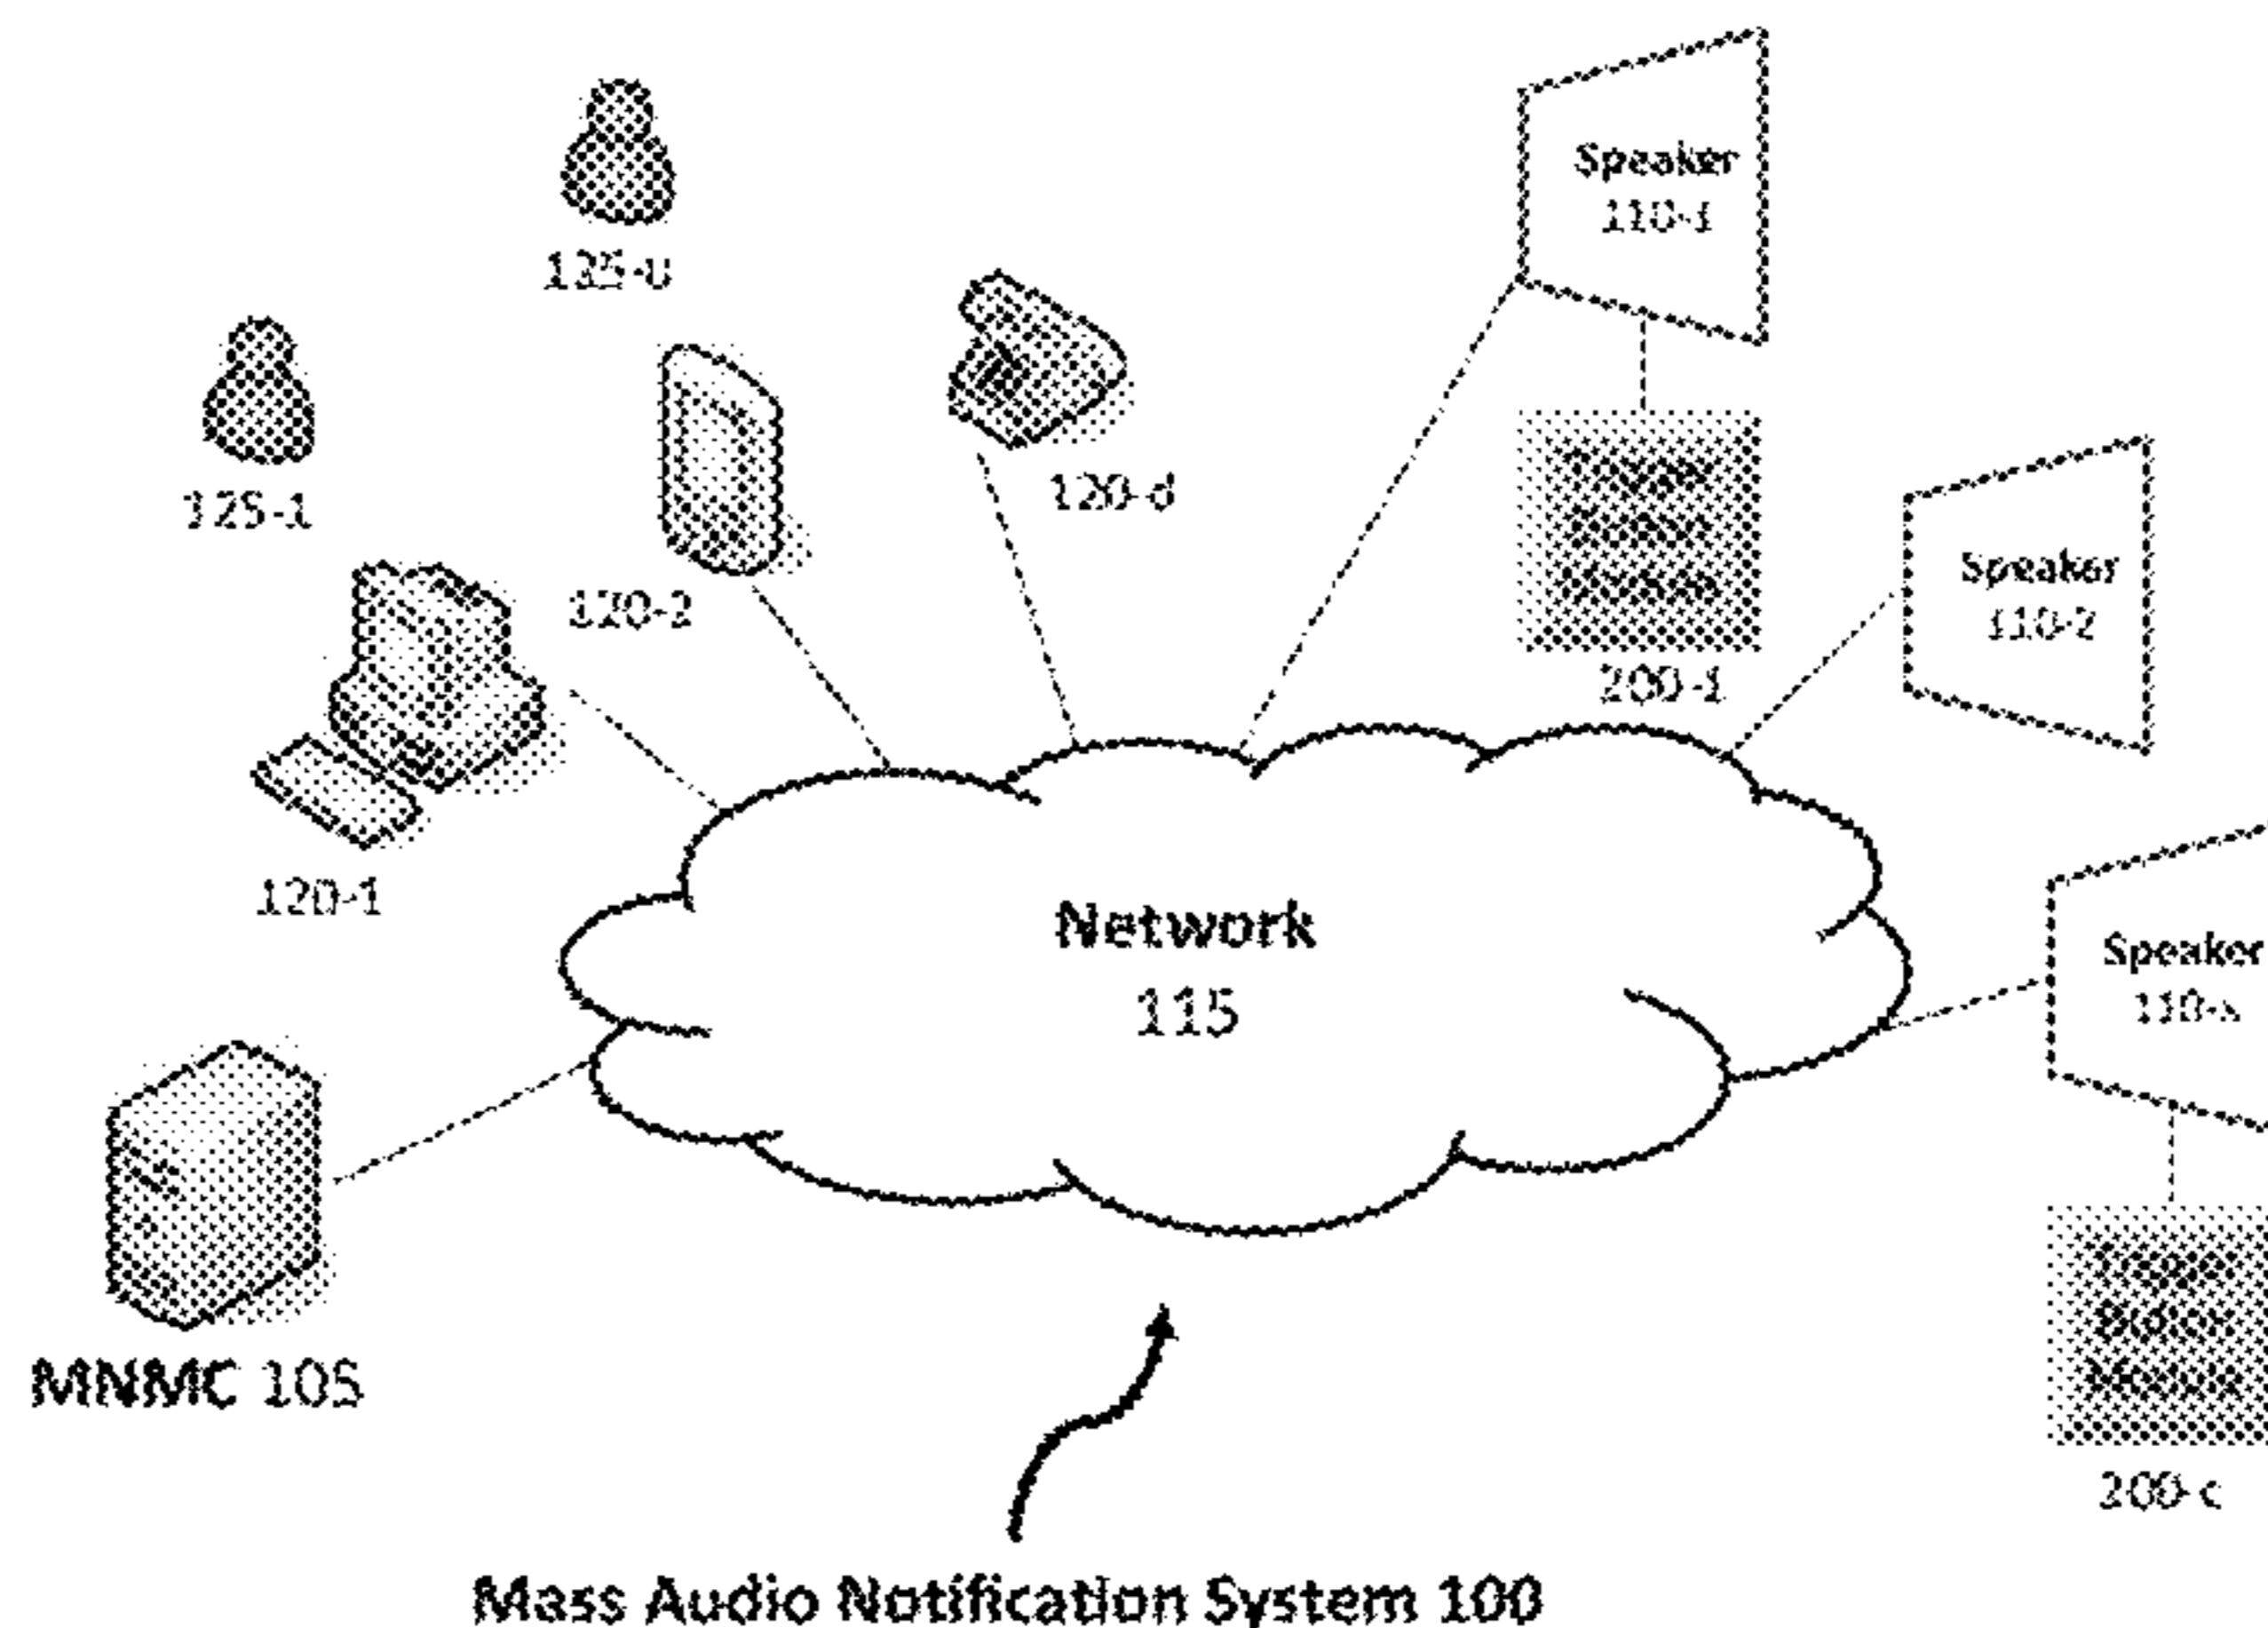 Speaker
110-1
125-u
125-1
120-d
120-2
200-1
Speaker
110-2
120-1
Network
115
Speaker
110-s
MNMC 105
200-c
Mass Audio Notification System 100